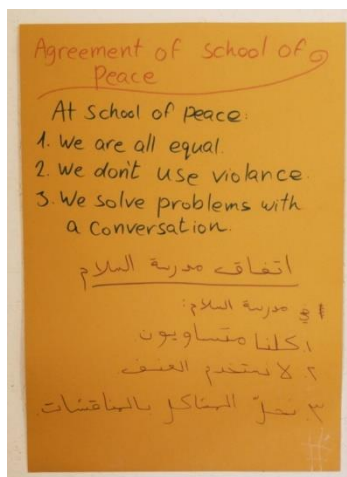 Agreement of school of
Peace
At school of peace:
1. We are all equal.
2. We don't use violance.
3. We solve problems with
a conversation.
اتفاق مدرسة السلام
في مدرسة السلام:
١. كلنا متساويون
٢. لا نستخدم العنف
٣. نحلّ المشاكل بالمناقشات.